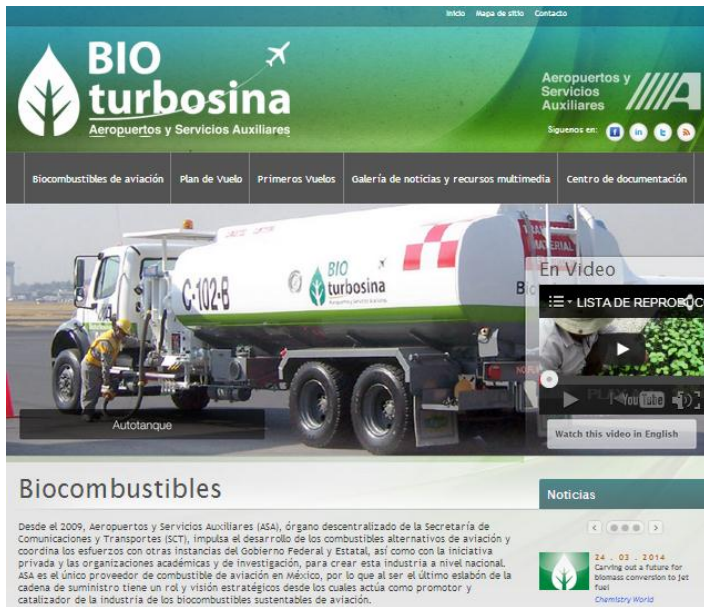 Inicio Mapa de sitio Contacto
BIO
turbosina
Aeropuertos y Servicios Auxiliares
Aeropuertos y
Servicios
Auxiliares
Síguenos en:
Biocombustibles de aviación Plan de Vuelo Primeros Vuelos Galería de noticias y recursos multimedia Centro de documentación
C-102-B
BIO
turbosina
Aeropuertos y Servicios Auxiliares
MATERIAL
En Video
LISTA DE REPRODUC
You Tube
Watch this video in English
Autotanque
Biocombustibles
Desde el 2009, Aeropuertos y Servicios Auxiliares (ASA), órgano descentralizado de la Secretaría de
Comunicaciones y Transportes (SCT), impulsa el desarrollo de los combustibles alternativos de aviación y
coordina los esfuerzos con otras instancias del Gobierno Federal y Estatal, así como con la iniciativa
privada y las organizaciones académicas y de investigación, para crear esta industria a nivel nacional.
ASA es el único proveedor de combustible de aviación en México, por lo que al ser el último eslabón de la
cadena de suministro tiene un rol y visión estratégicos desde los cuales actúa como promotor y
catalizador de la industria de los biocombustibles sustentables de aviación.
Noticias
24 . 03 . 2014
Carving out a future for
biomass conversion to jet
fuel
Chemistry World